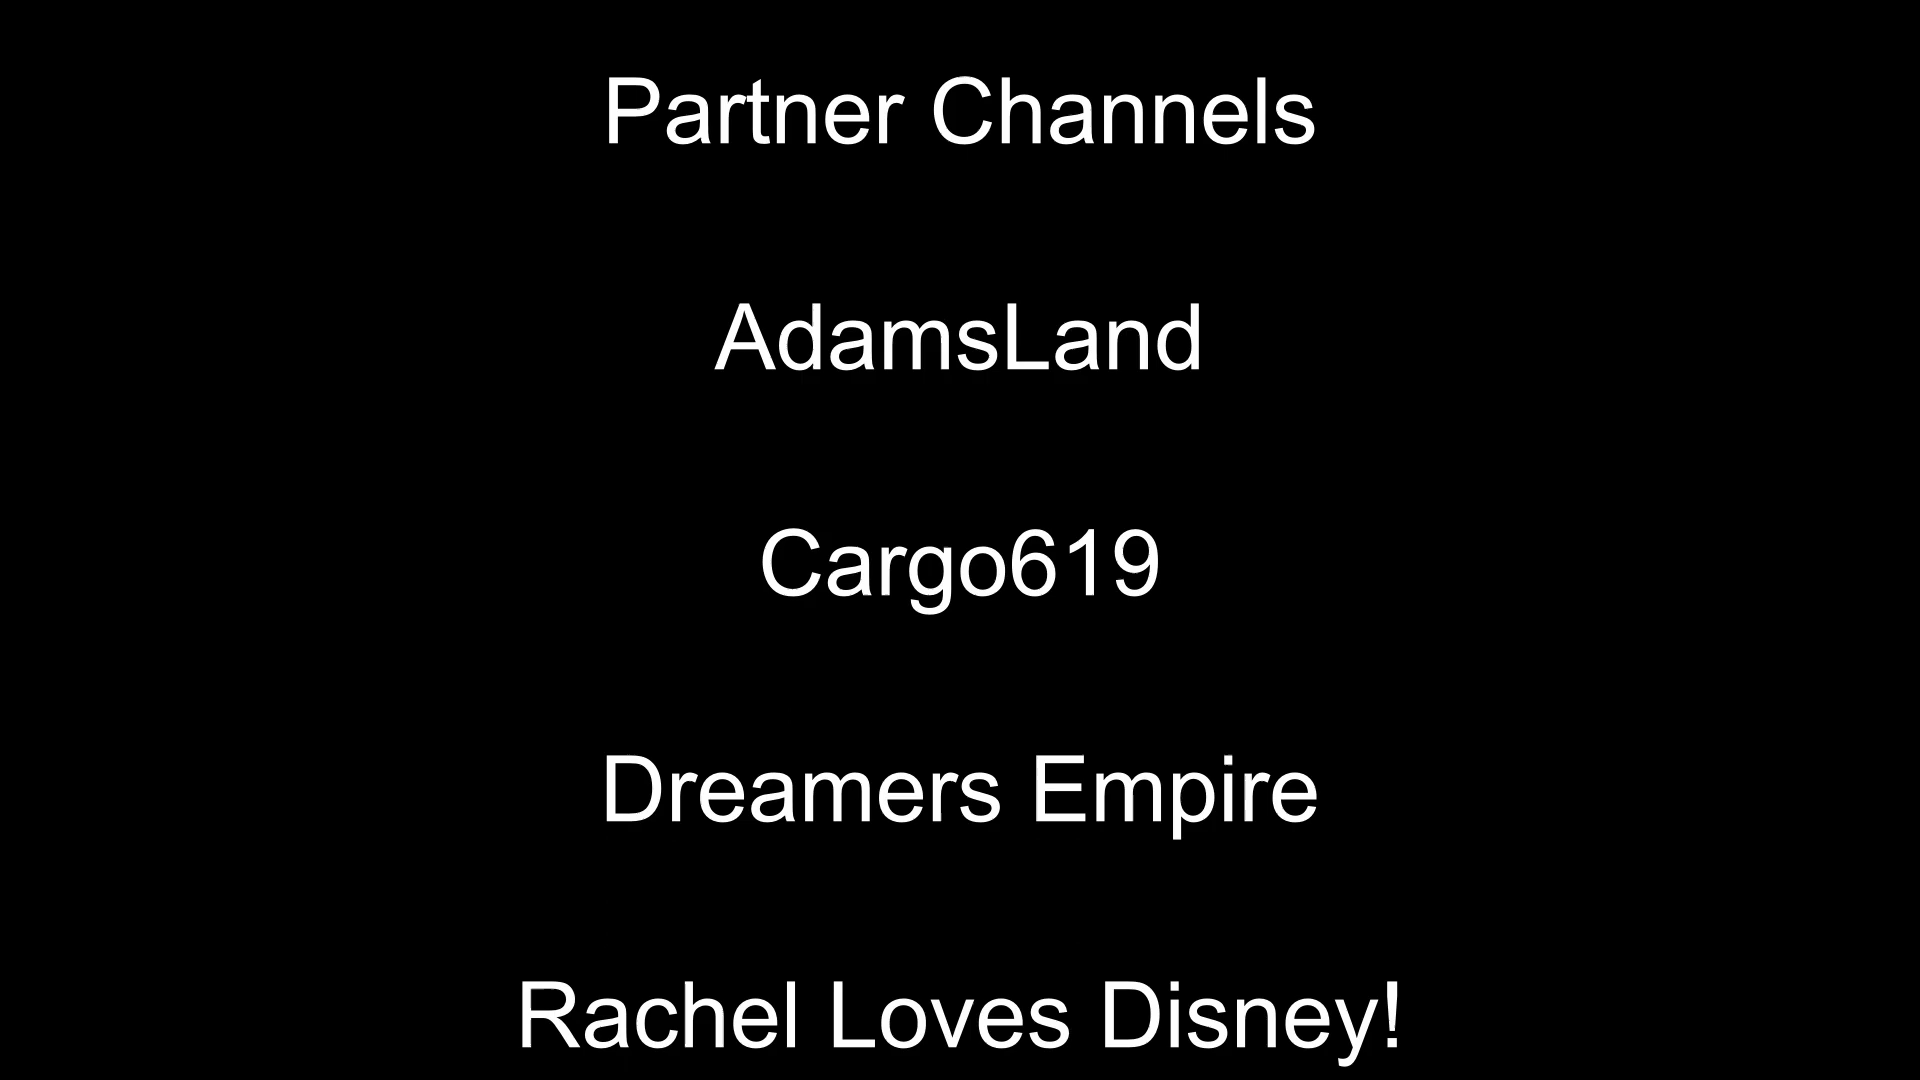 Partner Channels
AdamsLand
Cargo619
Dreamers Empire
Rachel Loves Disney!